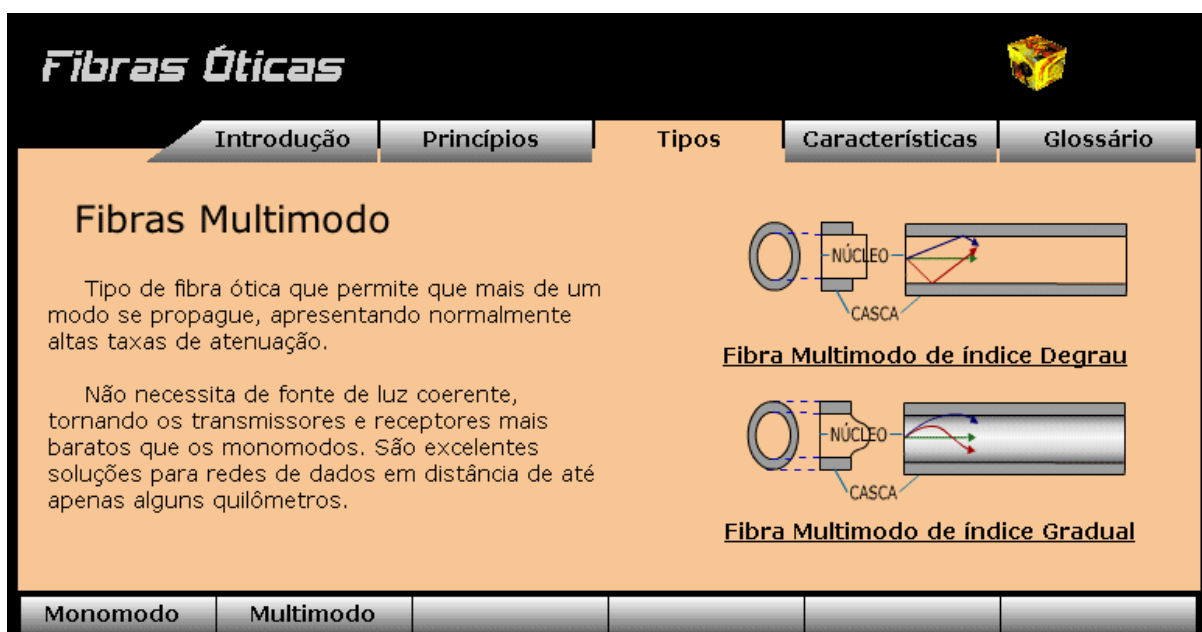 Fibras Óticas
Introdução
Princípios
Tipos
Características
Glossário
Fibras Multimodo
Tipo de fibra ótica que permite que mais de um
modo se propague, apresentando normalmente
altas taxas de atenuação.
Não necessita de fonte de luz coerente,
tornando os transmissores e receptores mais
baratos que os monomodos. São excelentes
soluções para redes de dados em distância de até
apenas alguns quilômetros.
NÚCLEO
CASCA
Fibra Multimodo de índice Degrau
NÚCLEO
CASCA
Fibra Multimodo de índice Gradual
Monomodo
Multimodo